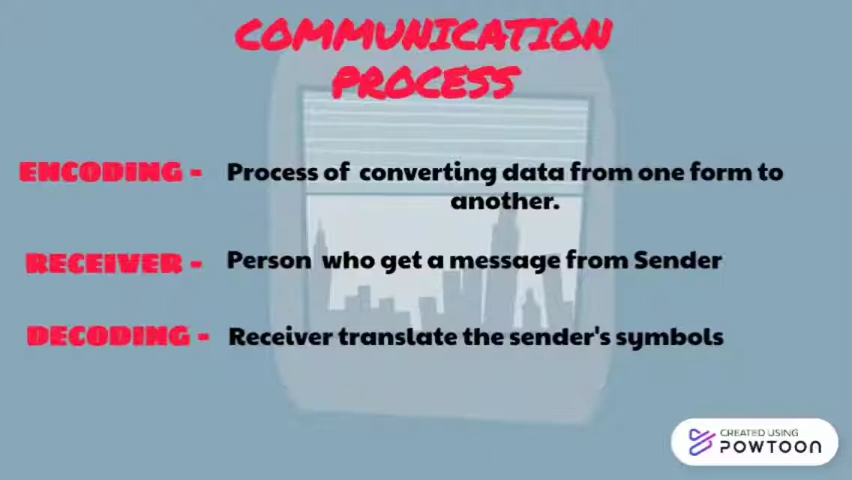 COMMUNICATION
PROCESS
ENCODING - Process of converting data from one form to
another.
RECEIVER - Person who get a message from Sender
DECODING - Receiver translate the sender's symbols
CREATED USING
POWTOON